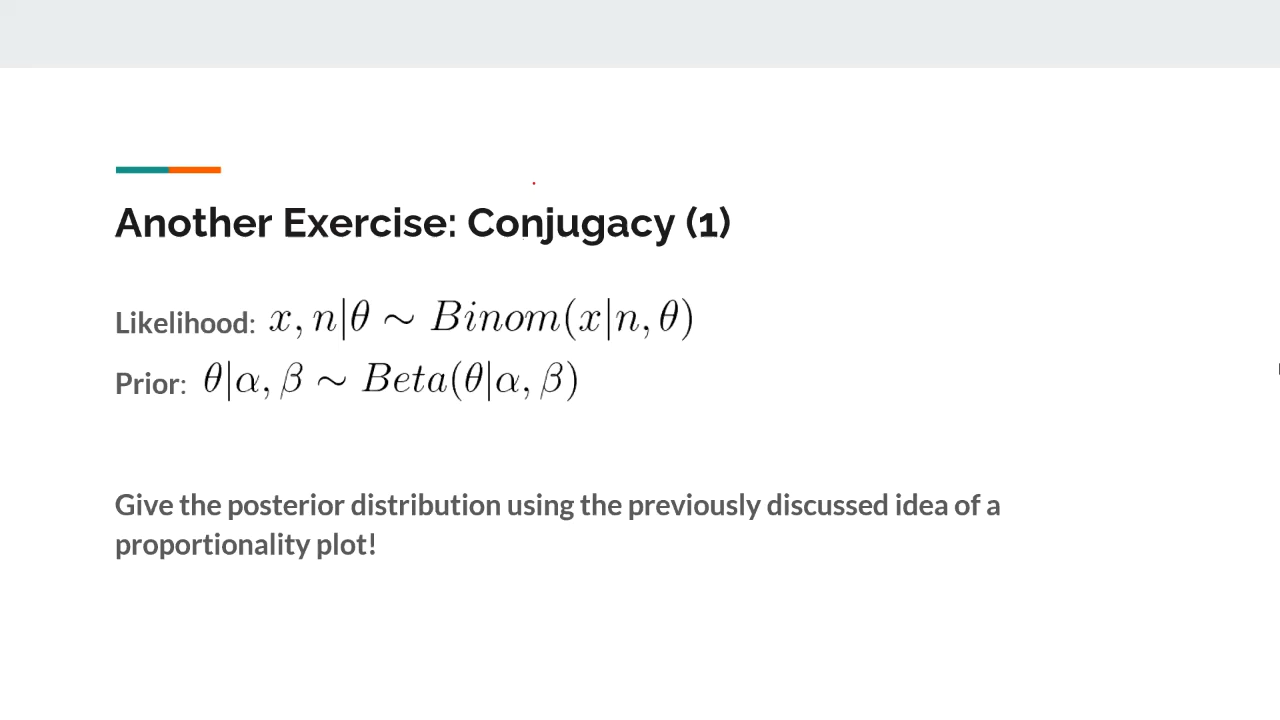 Another Exercise: Conjugacy (1)
Likelihood: x, n|θ ∼ Binom(x|n, θ)
Prior: θ|α, β ∼ Beta(θ|α, β)
Give the posterior distribution using the previously discussed idea of a
proportionality plot!